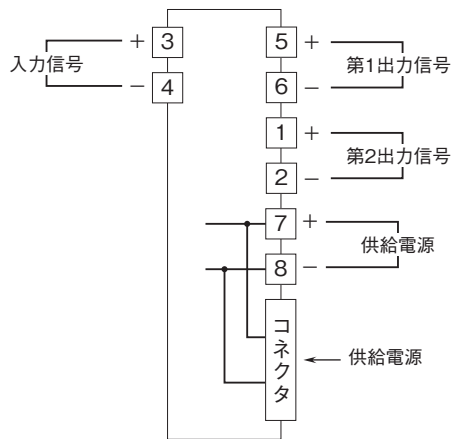 + 3
入力信号
− 4
5 +
第1出力信号
6 −
1 +
第2出力信号
2 −
7 +
供給電源
8 −
コネクタ
供給電源